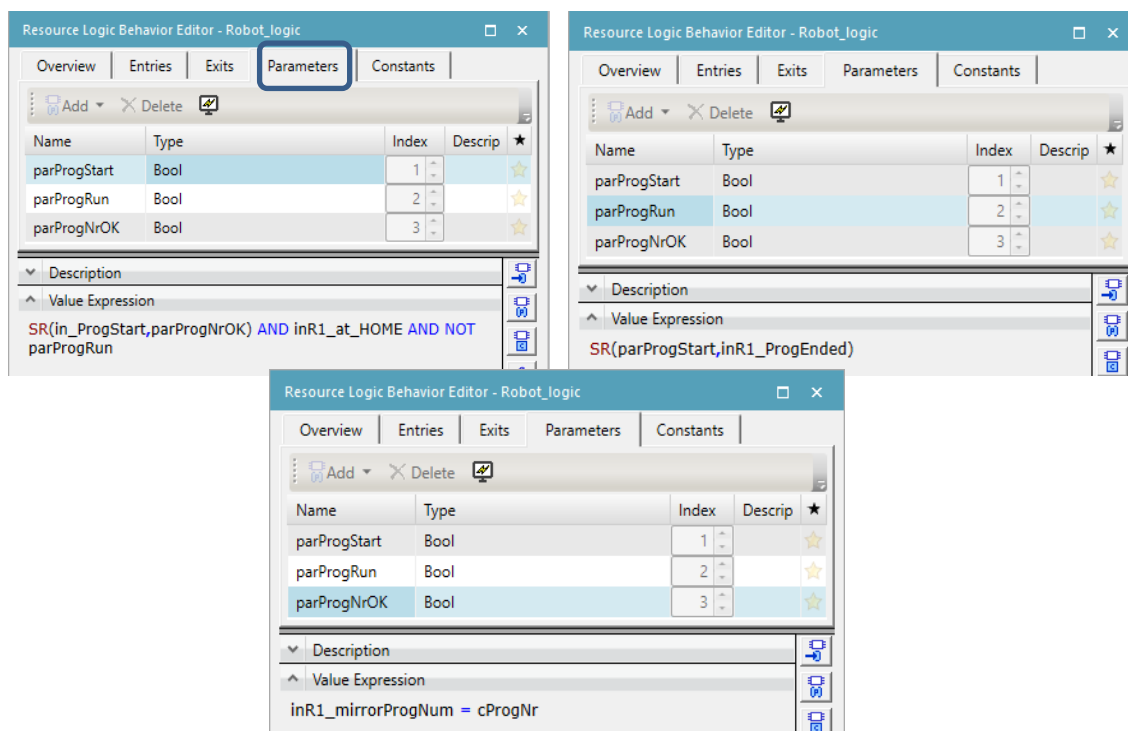 Resource Logic Behavior Editor - Robot_logic
Overview Entries Exits Parameters Constants
Add Delete
Name Type Index Descrip ★
parProgStart Bool 1
parProgRun Bool 2
parProgNrOK Bool 3
Description
Value Expression
SR(in_ProgStart,parProgNrOK) AND inR1_at_HOME AND NOT
parProgRun
Resource Logic Behavior Editor - Robot_logic
Overview Entries Exits Parameters Constants
Add Delete
Name Type Index Descrip ★
parProgStart Bool 1
parProgRun Bool 2
parProgNrOK Bool 3
Description
Value Expression
SR(parProgStart,inR1_ProgEnded)
Resource Logic Behavior Editor - Robot_logic
Overview Entries Exits Parameters Constants
Add Delete
Name Type Index Descrip ★
parProgStart Bool 1
parProgRun Bool 2
parProgNrOK Bool 3
Description
Value Expression
inR1_mirrorProgNum = cProgNr